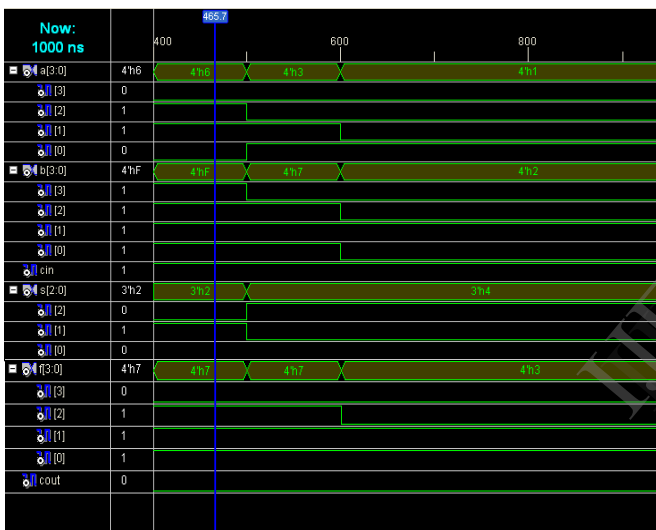 465.7
Now:
1000 ns
400 600 800
a[3:0] 4'h6 4'h6 4'h3 4'h1
[3] 0
[2] 1
[1] 1
[0] 0
b[3:0] 4'hF 4'hF 4'h7 4'h2
[3] 1
[2] 1
[1] 1
[0] 1
cin 1
s[2:0] 3'h2 3'h2 3'h4
[2] 0
[1] 1
[0] 0
f[3:0] 4'h7 4'h7 4'h7 4'h3
[3] 0
[2] 1
[1] 1
[0] 1
cout 0